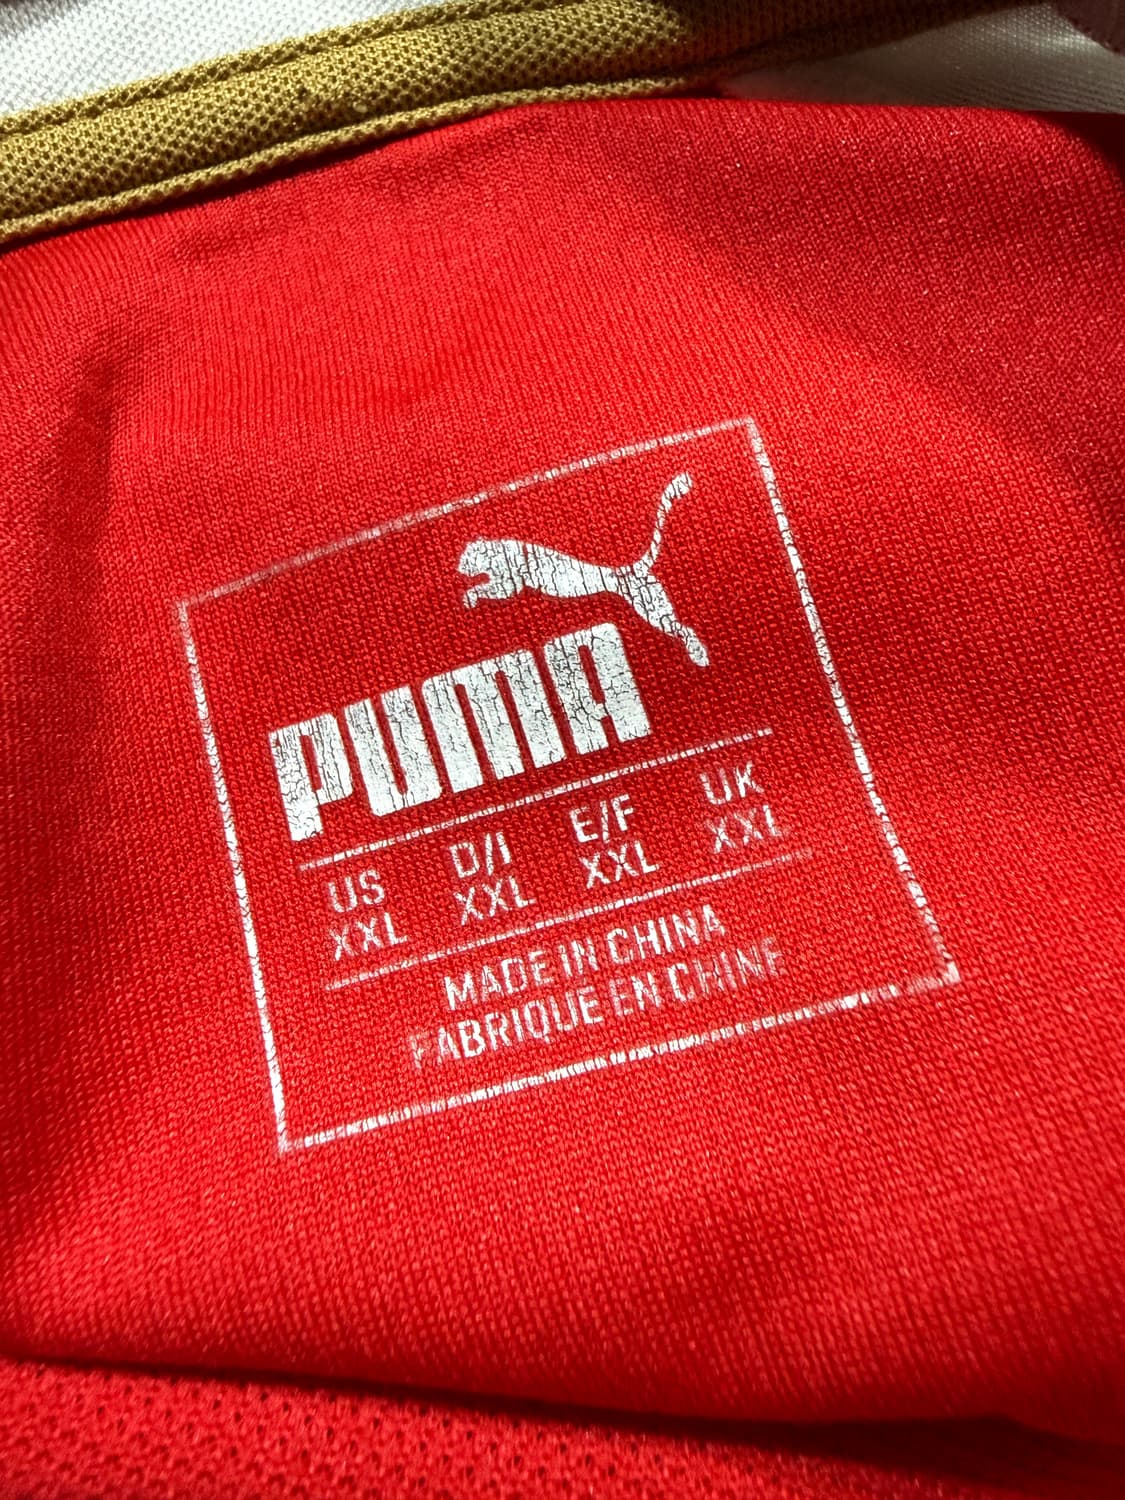 PUMA
US D/I E/F UK
XXL XXL XXL XXL
MADE IN CHINA
FABRIQUE EN CHINE